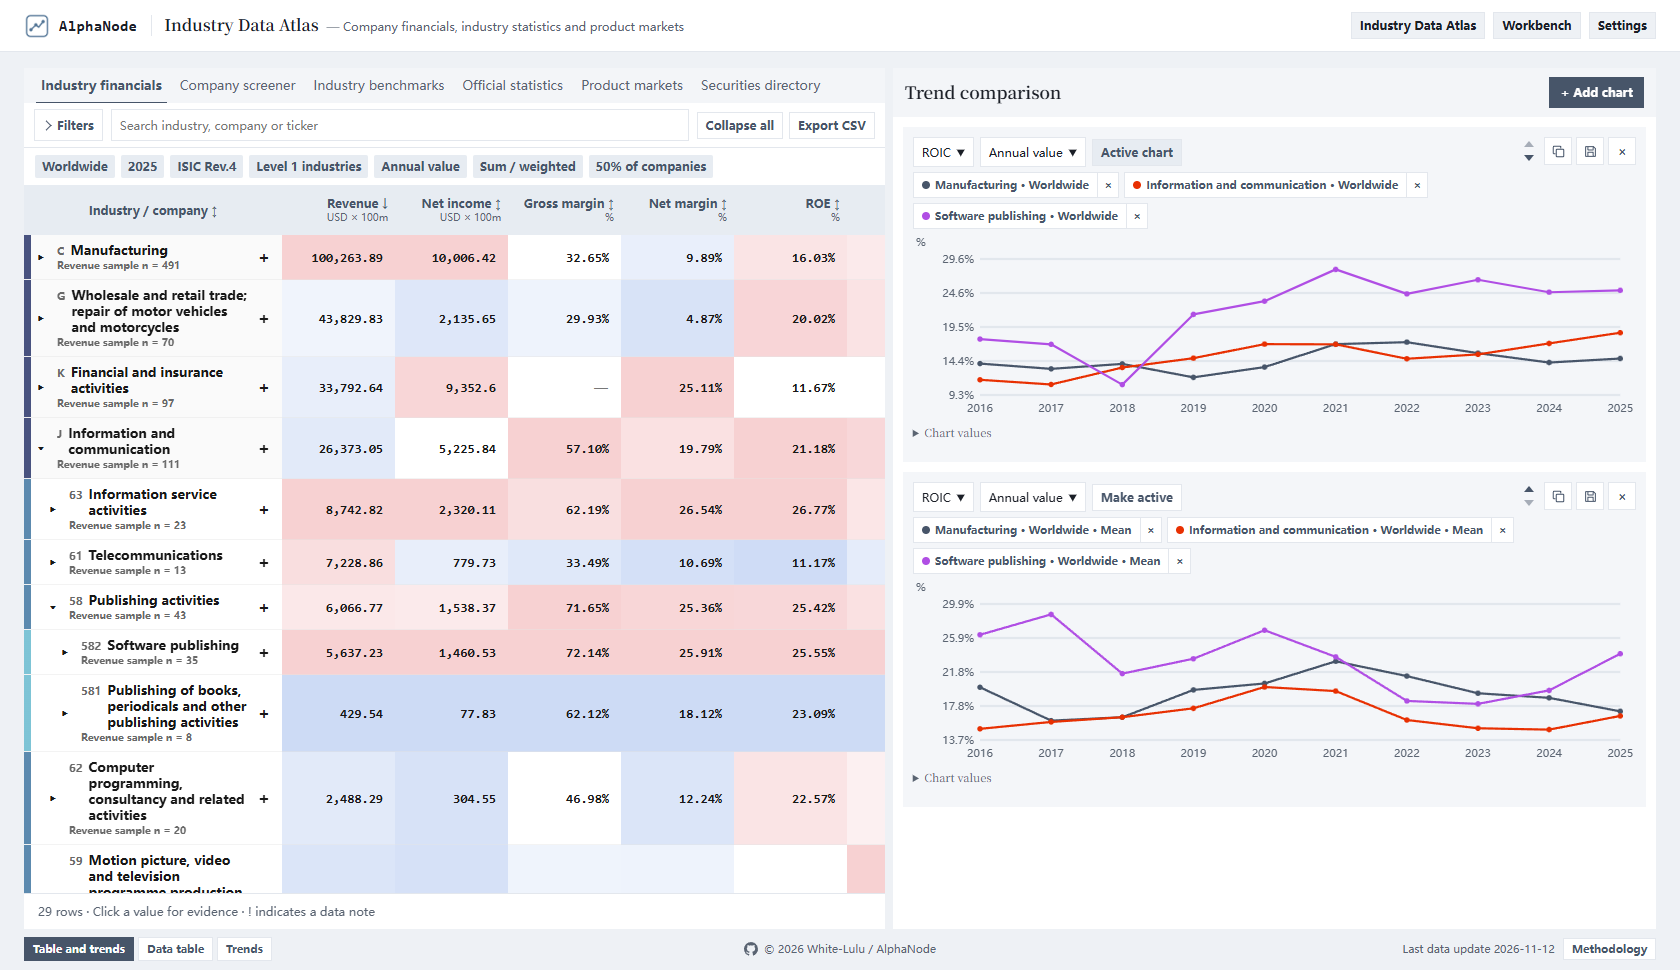 AlphaNode
Industry Data Atlas — Company financials, industry statistics and product markets
Industry Data Atlas Workbench Settings
Industry financials Company screener Industry benchmarks Official statistics Product markets Securities directory
Filters Search industry, company or ticker Collapse all Export CSV
Worldwide 2025 ISIC Rev.4 Level 1 industries Annual value Sum / weighted 50% of companies
Industry / company ↕ Revenue ↓ Net income ↕ Gross margin ↕ Net margin ↕ ROE ↕
USD × 100m USD × 100m % % %
C Manufacturing + 100,263.89 10,006.42 32.65% 9.89% 16.03%
Revenue sample n = 491
G Wholesale and retail trade;
repair of motor vehicles + 43,829.83 2,135.65 29.93% 4.87% 20.02%
and motorcycles
Revenue sample n = 70
K Financial and insurance
activities + 33,792.64 9,352.6 — 25.11% 11.67%
Revenue sample n = 97
J Information and
communication + 26,373.05 5,225.84 57.10% 19.79% 21.18%
Revenue sample n = 111
63 Information service
activities + 8,742.82 2,320.11 62.19% 26.54% 26.77%
Revenue sample n = 23
61 Telecommunications + 7,228.86 779.73 33.49% 10.69% 11.17%
Revenue sample n = 13
58 Publishing activities + 6,066.77 1,538.37 71.65% 25.36% 25.42%
Revenue sample n = 43
582 Software publishing + 5,637.23 1,460.53 72.14% 25.91% 25.55%
Revenue sample n = 35
581 Publishing of books,
periodicals and other + 429.54 77.83 62.12% 18.12% 23.09%
publishing activities
Revenue sample n = 8
62 Computer
programming,
consultancy and related + 2,488.29 304.55 46.98% 12.24% 22.57%
activities
Revenue sample n = 20
59 Motion picture, video
and television
programme production
29 rows · Click a value for evidence · ! indicates a data note
Trend comparison + Add chart
ROIC ▼ Annual value ▼ Active chart ×
Manufacturing • Worldwide × Information and communication • Worldwide ×
Software publishing • Worldwide ×
%
29.6%
24.6%
19.5%
14.4%
9.3%
2016 2017 2018 2019 2020 2021 2022 2023 2024 2025
▶ Chart values
ROIC ▼ Annual value ▼ Make active ×
Manufacturing • Worldwide • Mean × Information and communication • Worldwide • Mean ×
Software publishing • Worldwide • Mean ×
%
29.9%
25.9%
21.8%
17.8%
13.7%
2016 2017 2018 2019 2020 2021 2022 2023 2024 2025
▶ Chart values
Table and trends Data table Trends © 2026 White-Lulu / AlphaNode Last data update 2026-11-12 Methodology